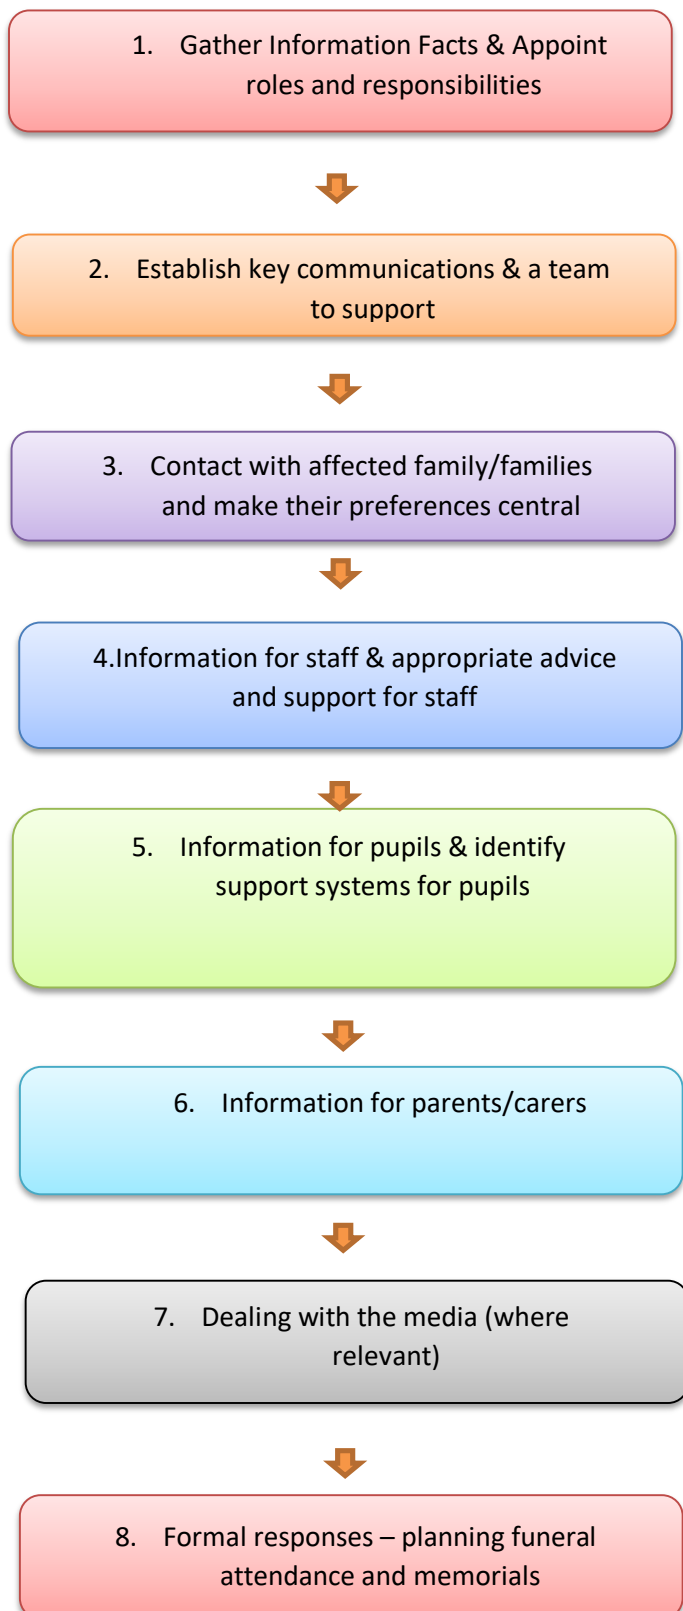 1. Gather Information Facts & Appoint
roles and responsibilities
2. Establish key communications & a team
to support
3. Contact with affected family/families
and make their preferences central
4.Information for staff & appropriate advice
and support for staff
5. Information for pupils & identify
support systems for pupils
6. Information for parents/carers
7. Dealing with the media (where
relevant)
8. Formal responses – planning funeral
attendance and memorials